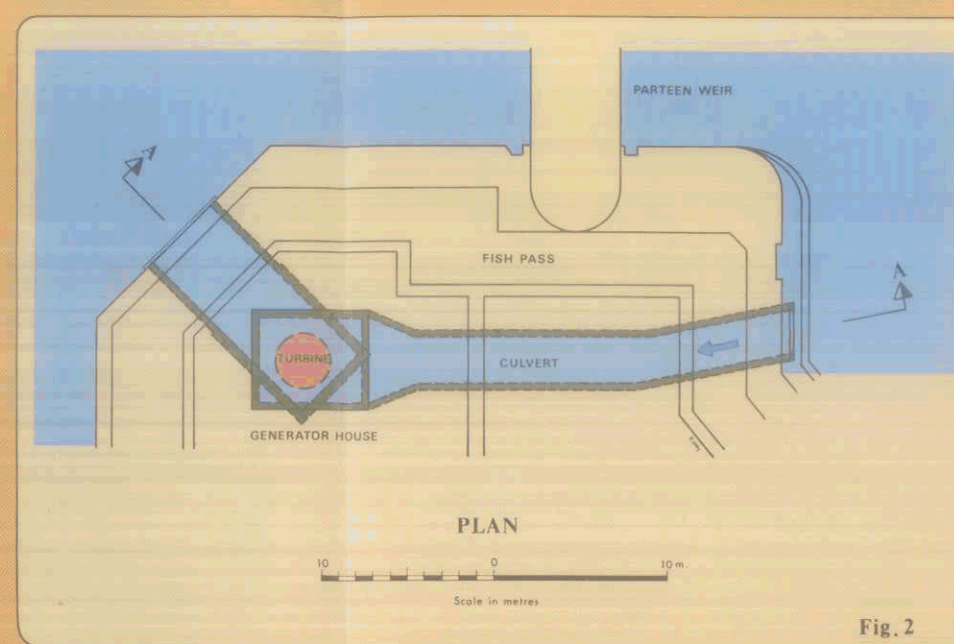 PARTEEN WEIR
A
FISH PASS
A
TURBINE
CULVERT
GENERATOR HOUSE
PLAN
10 0 10 m.
Scale in metres
Fig. 2